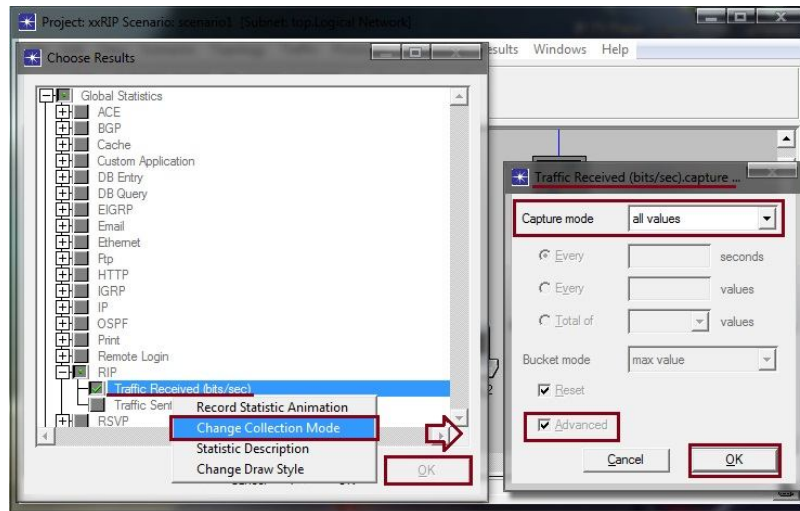 Project: xxRIP Scenario: scenario1 [Subnet: top.Logical Network]
Choose Results
esults Windows Help
Global Statistics
ACE
BGP
Cache
Custom Application
DB Entry
DB Query
EIGRP
Email
Ethernet
Ftp
HTTP
IGRP
IP
OSPF
Print
Remote Login
RIP
Traffic Received (bits/sec)
Traffic Sent
RSVP
Record Statistic Animation
Change Collection Mode
Statistic Description
Change Draw Style
OK
Traffic Received (bits/sec).capture ...
Capture mode all values
Every seconds
Every values
Total of values
Bucket mode max value
Reset
Advanced
Cancel OK